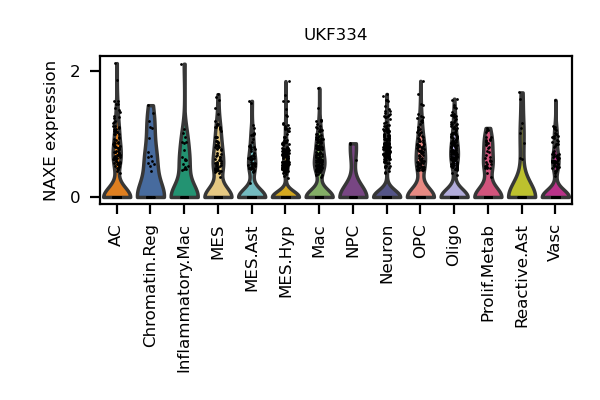 UKF334
NAXE expression
2
0
AC
Chromatin.Reg
Inflammatory.Mac
MES
MES.Ast
MES.Hyp
Mac
NPC
Neuron
OPC
Oligo
Prolif.Metab
Reactive.Ast
Vasc